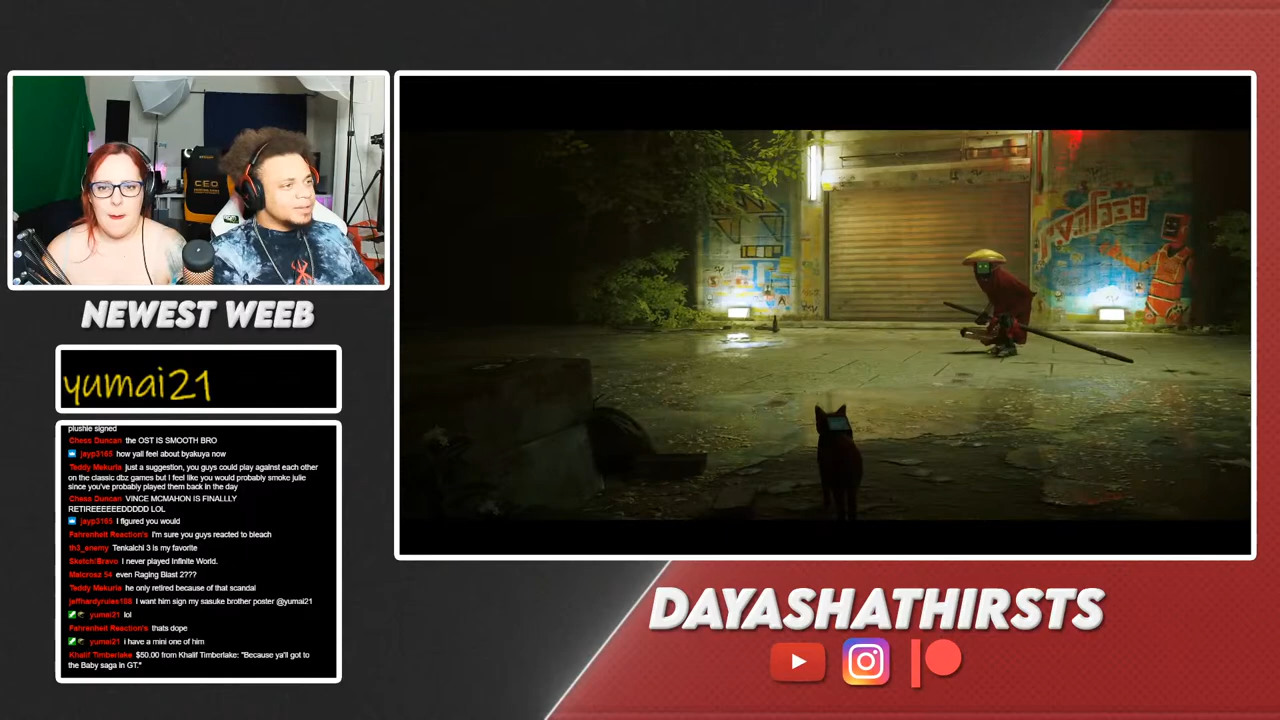 CEO
NEWEST WEEB
yumai21
plushie signed
Chess Duncan the OST IS SMOOTH BRO
jayp3165 how yall feel about byakuya now
Teddy Mekuria just a suggestion, you guys could play against each other
on the classic dbz games but I feel like you would probably smoke julie
since you've probably played them back in the day
Chess Duncan VINCE MCMAHON IS FINALLLY
RETIREEEEEEDDDDD LOL
jayp3165 I figured you would
Fahrenheit Reaction's I'm sure you guys reacted to bleach
th3_enemy Tenkaichi 3 is my favorite
Sketch!Bravo I never played Infinite World.
Malcrosz 54 even Raging Blast 2???
Teddy Mekuria he only retired because of that scandal
jeffhardyrules188 I want him sign my sasuke brother poster @yumai21
yumai21 lol
Fahrenheit Reaction's thats dope
yumai21 i have a mini one of him
Khalif Timberlake $50.00 from Khalif Timberlake: "Because ya'll got to
the Baby saga in GT."
DAYASHATHIRSTS